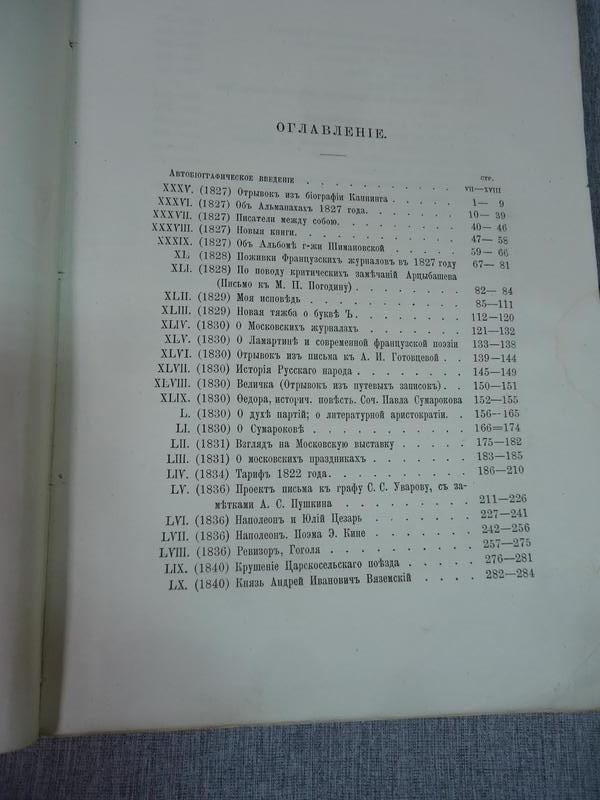 ОГЛАВЛЕНІЕ.
СТР.
Автобіографическое введеніе . . . . . . . . . . . VII—XVIII
XXXV. (1827) Отрывокъ изъ біографіи Каннинга . . . . . 1— 9
XXXVI. (1827) Объ Альманахахъ 1827 года. . . . . . . . 10— 39
XXXVII. (1827) Писатели между собою. . . . . . . . . . 40— 46
XXXVIII. (1827) Новыя книги. . . . . . . . . . . . . 47— 58
XXXIX. (1827) Объ Альбомѣ г-жи Шимановской . . . . . 59— 66
XL. (1828) Поживки Французскихъ журналовъ въ 1827 году 67— 81
XLI. (1828) По поводу критическихъ замѣчаній Арцыбашева
(Письмо къ М. П. Погодину) . . . . . . . . 82— 84
XLII. (1829) Моя исповѣдь . . . . . . . . . . . . 85—111
XLIII. (1829) Новая тяжба о буквѣ Ъ. . . . . . . . . 112—120
XLIV. (1830) О Московскихъ журналахъ . . . . . . . 121—132
XLV. (1830) О Ламартинѣ и современной французской поэзіи 133—138
XLVI. (1830) Отрывокъ изъ письма къ А. И. Готовцевой . . 139—144
XLVII. (1830) Исторія Русскаго народа . . . . . . . . 145—149
XLVIII. (1830) Величка (Отрывокъ изъ путевыхъ записокъ) . . 150—151
XLIX. (1830) Ѳедора, историч. повѣсть. Соч. Павла Сумарокова 152—155
L. (1830) О духѣ партій; о литературной аристократіи. . 156—165
LI. (1830) О Сумароковѣ . . . . . . . . . . . 166=174
LII. (1831) Взглядъ на Московскую выставку . . . . . 175—182
LIII. (1831) О московскихъ праздникахъ . . . . . . . 183—185
LIV. (1834) Тарифъ 1822 года. . . . . . . . . . . 186—210
LV. (1836) Проектъ письма къ графу С. С. Уварову, съ за-
мѣтками А. С. Пушкина . . . . . . . . . 211—226
LVI. (1836) Наполеонъ и Юлій Цезарь . . . . . . . 227—241
LVII. (1836) Наполеонъ. Поэма Э. Кине . . . . . . . 242—256
LVIII. (1836) Ревизоръ, Гоголя . . . . . . . . . . 257—275
LIX. (1840) Крушеніе Царскосельскаго поѣзда . . . . . 276—281
LX. (1840) Князь Андрей Ивановичъ Вяземскій . . . . 282—284